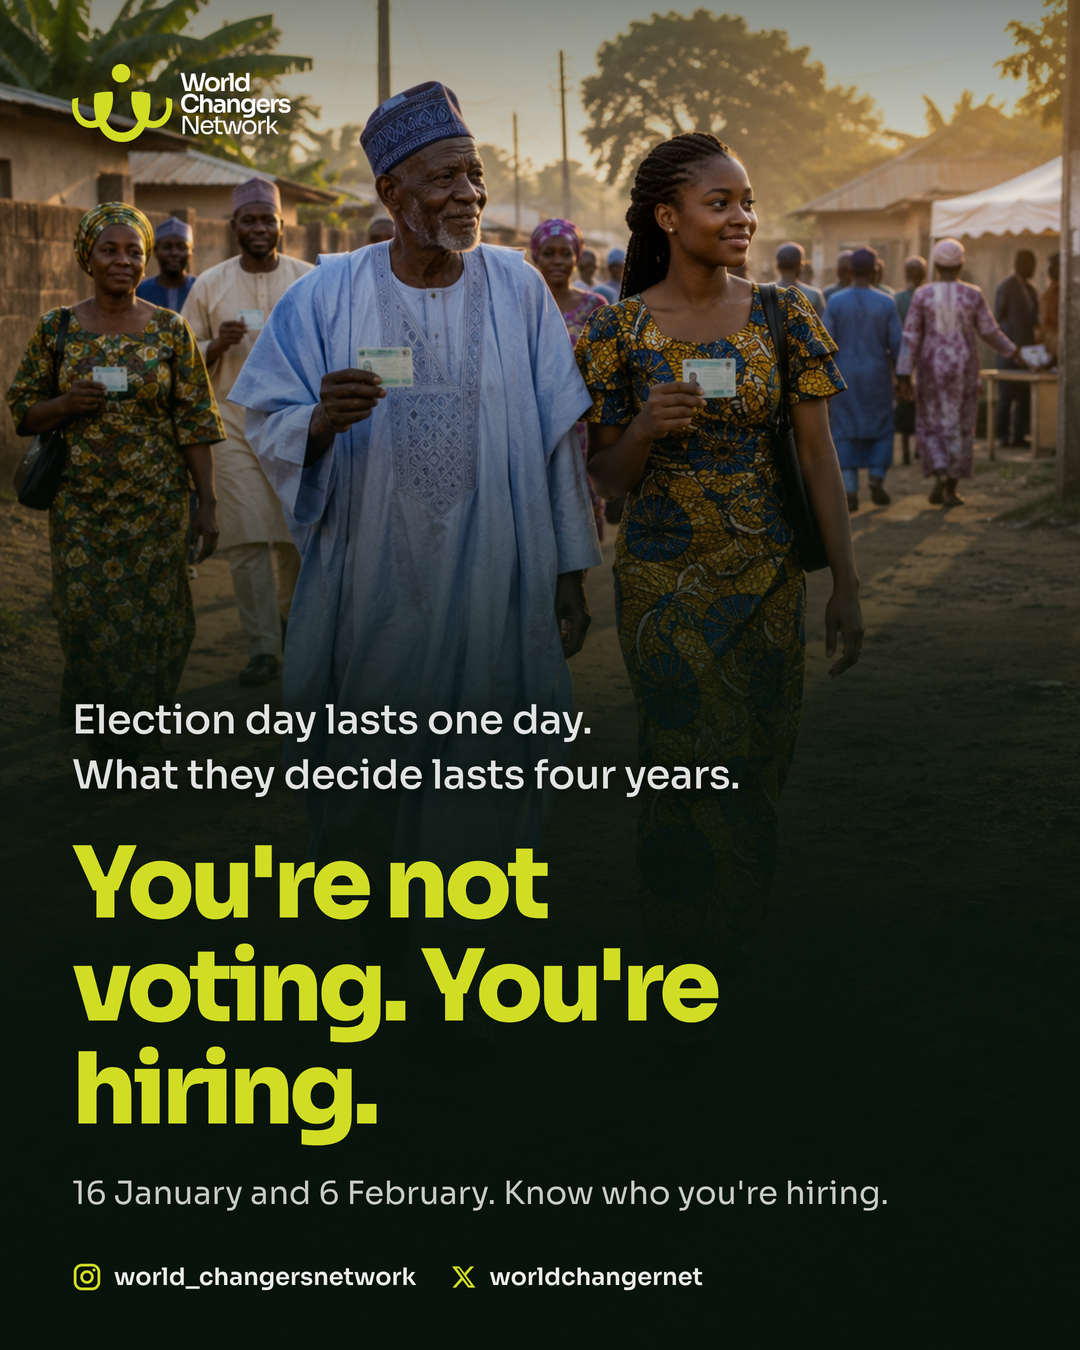 World
Changers
Network
Election day lasts one day.
What they decide lasts four years.
You're not
voting. You're
hiring.
16 January and 6 February. Know who you're hiring.
world_changersnetwork worldchangernet